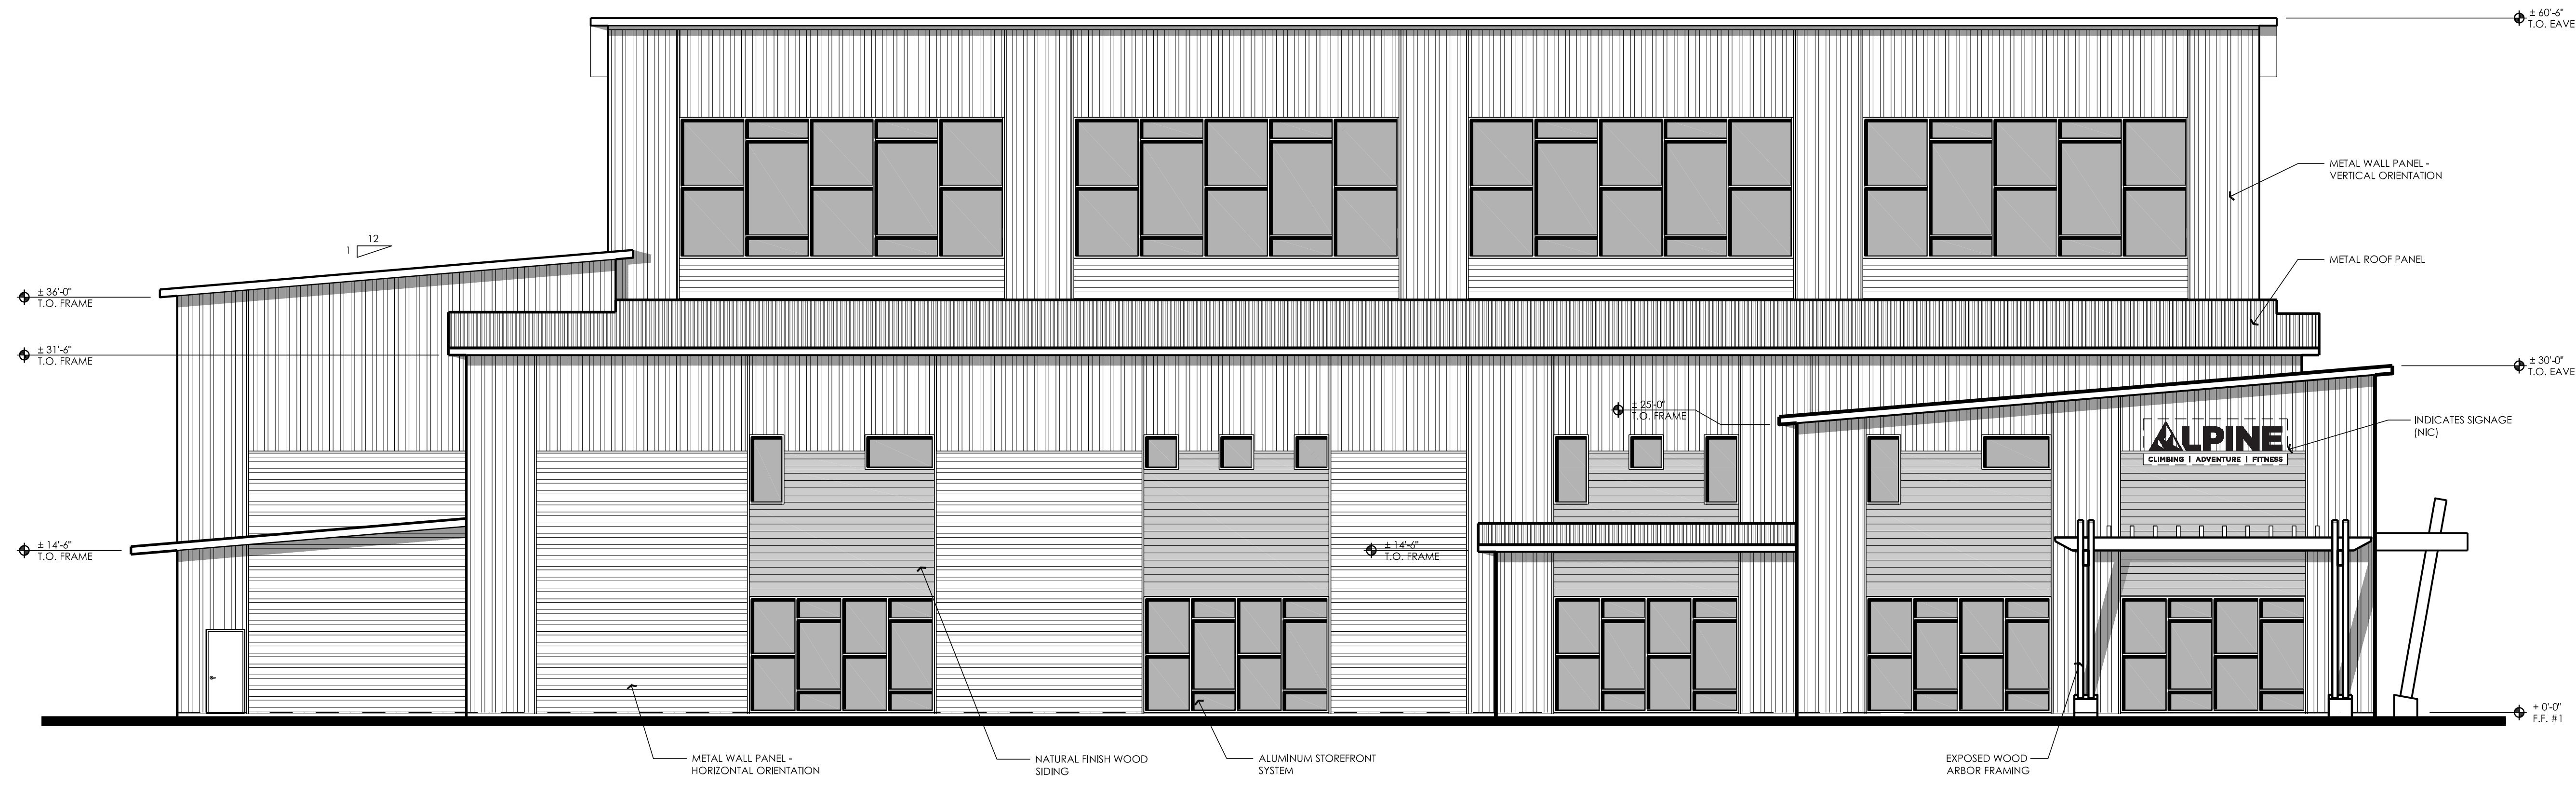 ± 60'-6"
T.O. EAVE
METAL WALL PANEL -
VERTICAL ORIENTATION
12
1
METAL ROOF PANEL
± 36'-0"
T.O. FRAME
± 31'-6"
T.O. FRAME
± 30'-0"
T.O. EAVE
± 25'-0"
T.O. FRAME
INDICATES SIGNAGE
(NIC)
ALPINE
CLIMBING | ADVENTURE | FITNESS
± 14'-6"
T.O. FRAME
± 14'-6"
T.O. FRAME
+ 0'-0"
F.F. #1
METAL WALL PANEL -
HORIZONTAL ORIENTATION
NATURAL FINISH WOOD
SIDING
ALUMINUM STOREFRONT
SYSTEM
EXPOSED WOOD
ARBOR FRAMING